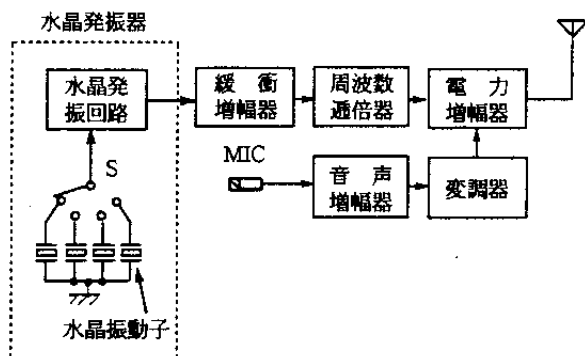 水晶発振器
水晶発
振回路
緩衝
増幅器
周波数
逓倍器
電力
増幅器
S
MIC
音声
増幅器
変調器
水晶振動子